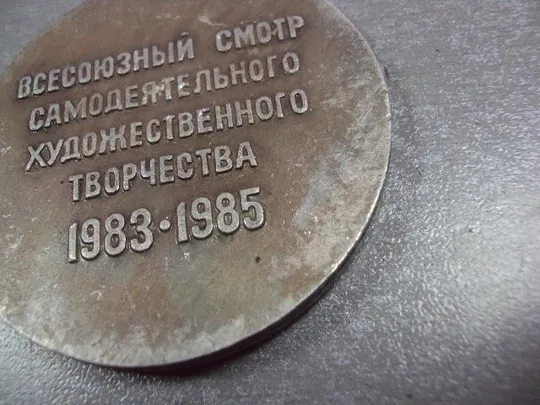 ВСЕСОЮЗНЫЙ СМОТР
САМОДЕЯТЕЛЬНОГО
ХУДОЖЕСТВЕННОГО
ТВОРЧЕСТВА
1983·1985